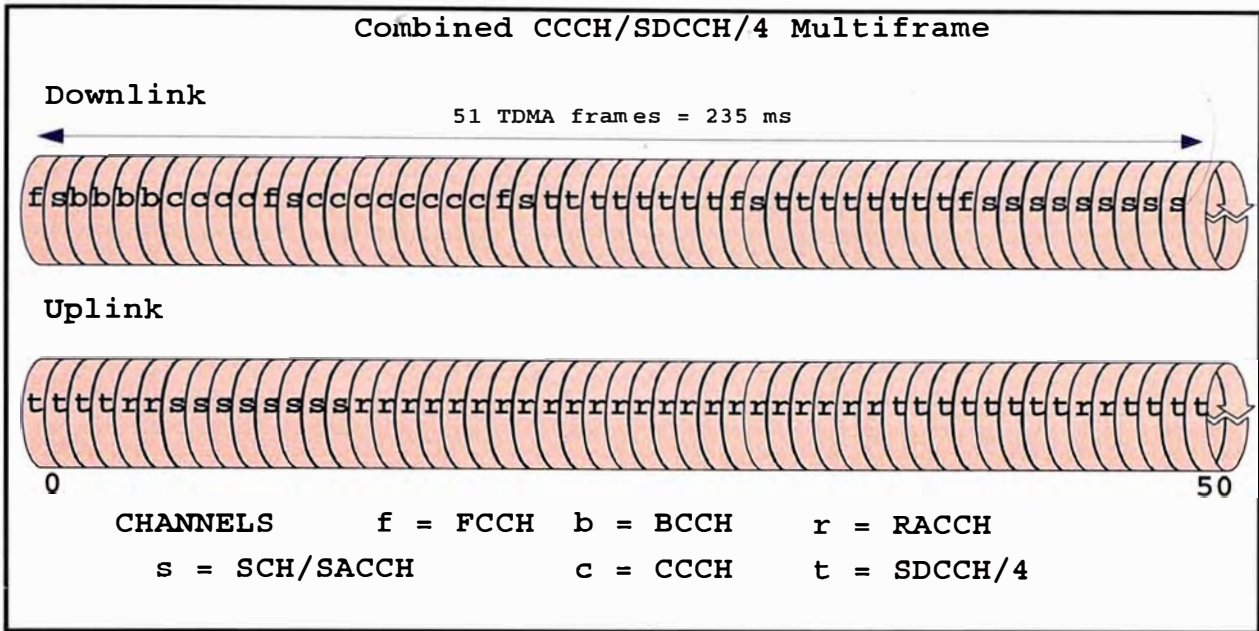 Combined CCCH/SDCCH/4 Multiframe
Downlink
51 TDMA frames = 235 ms
f s b b b b c c c c f s c c c c c c c c f s t t t t t t t t f s t t t t t t t t f s s s s s s s s s
Uplink
t t t t r r s s s s s s s s r r r r r r r r r r r r r r r r r r r r r r r t t t t t t t t r r t t t t
0 50
CHANNELS f = FCCH b = BCCH r = RACCH
s = SCH/SACCH c = CCCH t = SDCCH/4